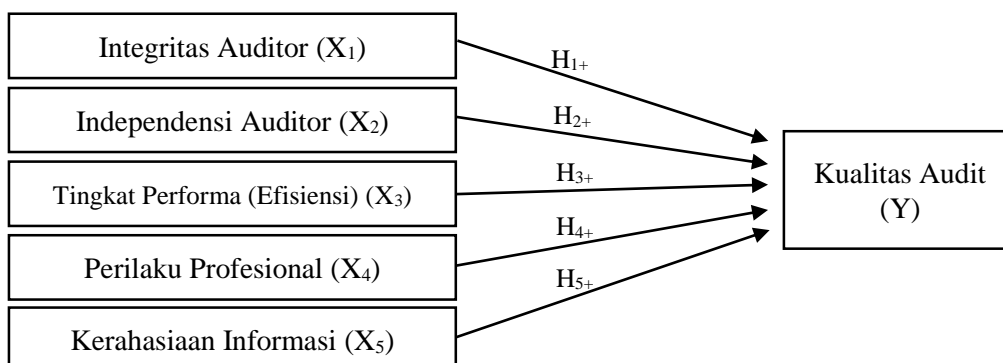 Integritas Auditor (X₁)
H₁₊
Independensi Auditor (X₂)
H₂₊
Tingkat Performa (Efisiensi) (X₃)
H₃₊
Perilaku Profesional (X₄)
H₄₊
Kerahasiaan Informasi (X₅)
H₅₊
Kualitas Audit
(Y)